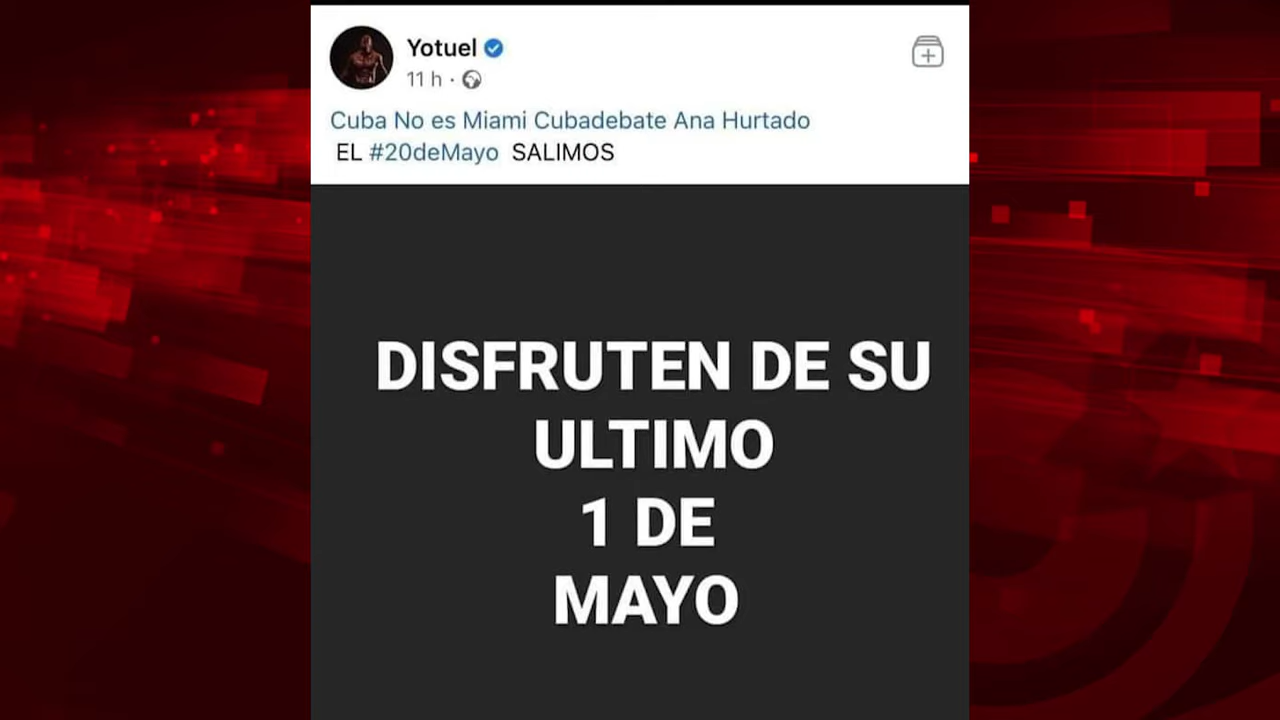 Yotuel
11 h ·
Cuba No es Miami Cubadebate Ana Hurtado
EL #20deMayo SALIMOS
DISFRUTEN DE SU
ULTIMO
1 DE
MAYO